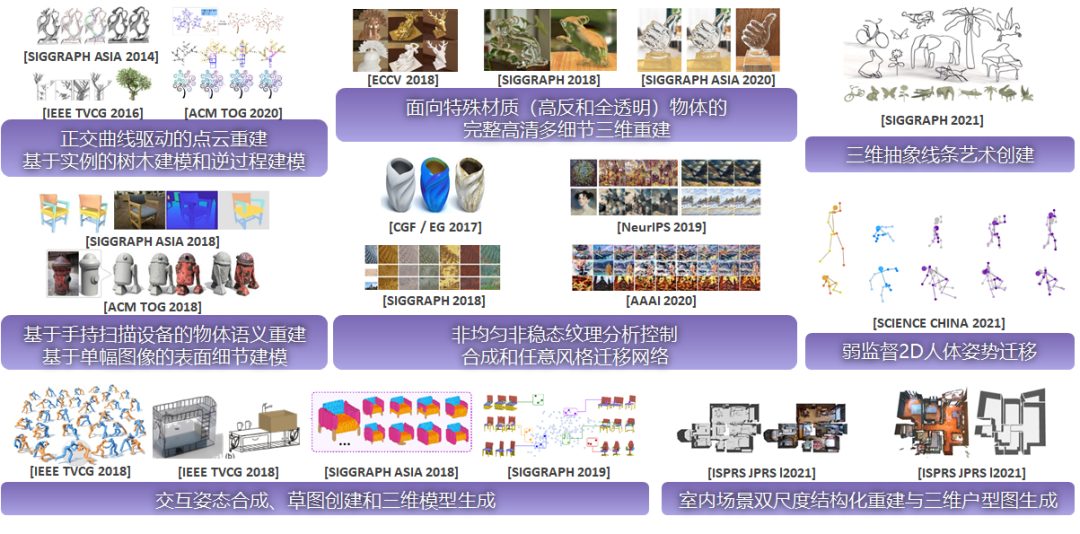 [SIGGRAPH ASIA 2014]
[IEEE TVCG 2016]
[ACM TOG 2020]
正交曲线驱动的点云重建
基于实例的树木建模和逆过程建模
[ECCV 2018]
[SIGGRAPH 2018]
[SIGGRAPH ASIA 2020]
面向特殊材质（高反和全透明）物体的
完整高清多细节三维重建
[SIGGRAPH 2021]
三维抽象线条艺术创建
[SIGGRAPH ASIA 2018]
[ACM TOG 2018]
基于手持扫描设备的物体语义重建
基于单幅图像的表面细节建模
[CGF / EG 2017]
[NeurIPS 2019]
[SIGGRAPH 2018]
[AAAI 2020]
非均匀非稳态纹理分析控制
合成和任意风格迁移网络
[SCIENCE CHINA 2021]
弱监督2D人体姿势迁移
[IEEE TVCG 2018]
(b)
[IEEE TVCG 2018]
[SIGGRAPH ASIA 2018]
[SIGGRAPH 2019]
交互姿态合成、草图创建和三维模型生成
[ISPRS JPRS l2021]
[ISPRS JPRS l2021]
室内场景双尺度结构化重建与三维户型图生成